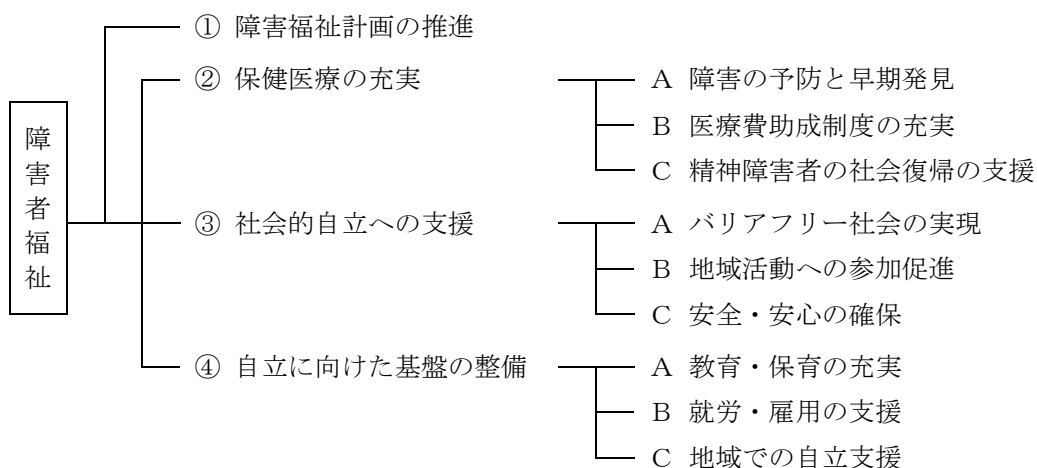 障害者福祉
① 障害福祉計画の推進
② 保健医療の充実
A 障害の予防と早期発見
B 医療費助成制度の充実
C 精神障害者の社会復帰の支援
③ 社会的自立への支援
A バリアフリー社会の実現
B 地域活動への参加促進
C 安全・安心の確保
④ 自立に向けた基盤の整備
A 教育・保育の充実
B 就労・雇用の支援
C 地域での自立支援